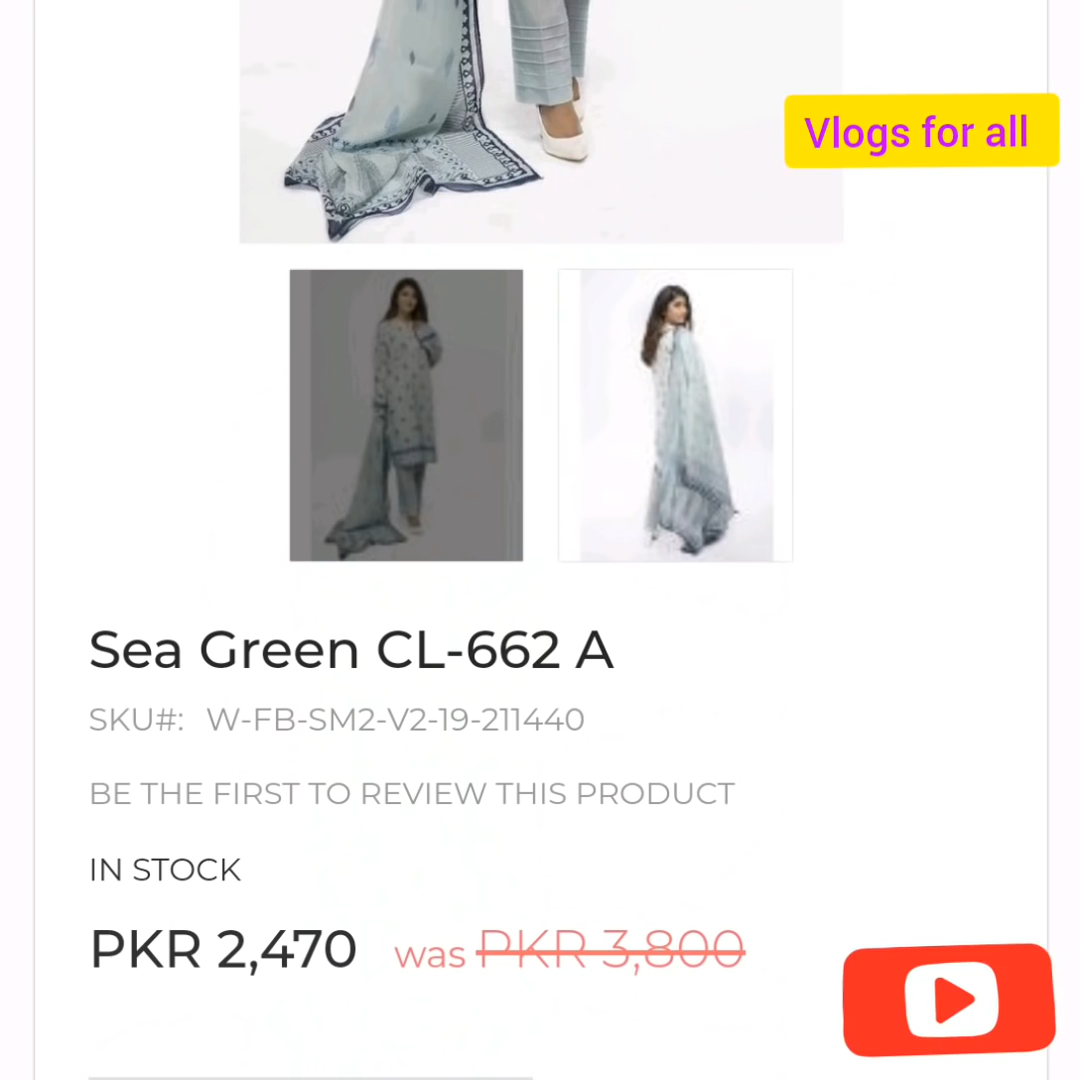 Vlogs for all
Sea Green CL-662 A
SKU#: W-FB-SM2-V2-19-211440
BE THE FIRST TO REVIEW THIS PRODUCT
IN STOCK
PKR 2,470 was PKR 3,800